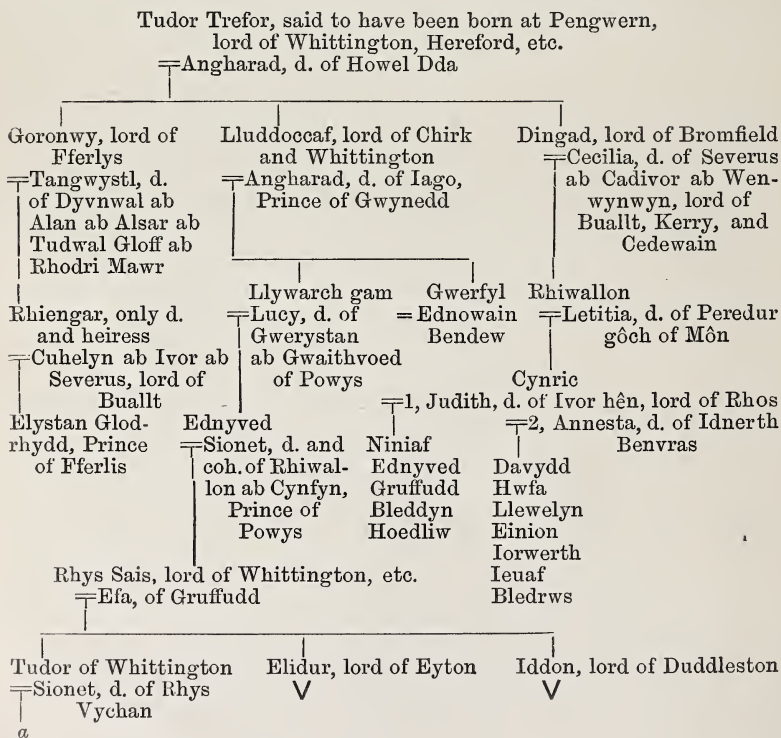 Tudor Trefor, said to have been born at Pengwern,
lord of Whittington, Hereford, etc.
=Angharad, d. of Howel Dda
Goronwy, lord of
Fferlys
=Tangwystl, d.
of Dyvnwal ab
Alan ab Alsar ab
Tudwal Gloff ab
Rhodri Mawr
Rhiengar, only d.
and heiress
=Cuhelyn ab Ivor ab
Severus, lord of
Buallt
Elystan Glod-
rhydd, Prince
of Fferlis
Lluddoccaf, lord of Chirk
and Whittington
=Angharad, d. of Iago,
Prince of Gwynedd
Llywarch gam
=Lucy, d. of
Gwerystan
ab Gwaithvoed
of Powys
Gwerfyl
=Ednowain
Bendew
Ednyved
=Sionet, d. and
coh. of Rhiwal-
lon ab Cynfyn,
Prince of
Powys
Dingad, lord of Bromfield
=Cecilia, d. of Severus
ab Cadivor ab Wen-
wynwyn, lord of
Buallt, Kerry, and
Cedewain
Rhiwallon
=Letitia, d. of Peredur
gôch of Môn
Cynric
=1, Judith, d. of Ivor hên, lord of Rhos
=2, Annesta, d. of Idnerth
Benvras
Niniaf
Ednyved
Gruffudd
Bleddyn
Hoedliw
Davydd
Hwfa
Llewelyn
Einion
Iorwerth
Ieuaf
Bledrws
Rhys Sais, lord of Whittington, etc.
=Efa, of Gruffudd
Tudor of Whittington
=Sionet, d. of Rhys
Vychan
a
Elidur, lord of Eyton
V
Iddon, lord of Duddleston
V